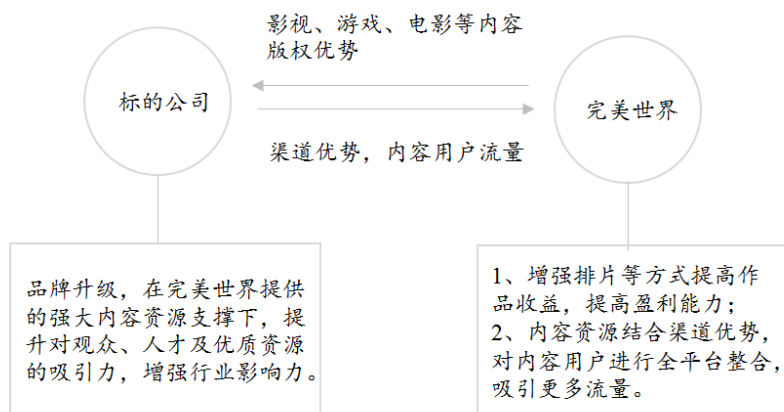 影视、游戏、电影等内容
版权优势
标的公司
完美世界
渠道优势，内容用户流量
品牌升级，在完美世界提供
的强大内容资源支撑下，提
升对观众、人才及优质资源
的吸引力，增强行业影响力。
1、增强排片等方式提高作
品收益，提高盈利能力；
2、内容资源结合渠道优势，
对内容用户进行全平台整合，
吸引更多流量。